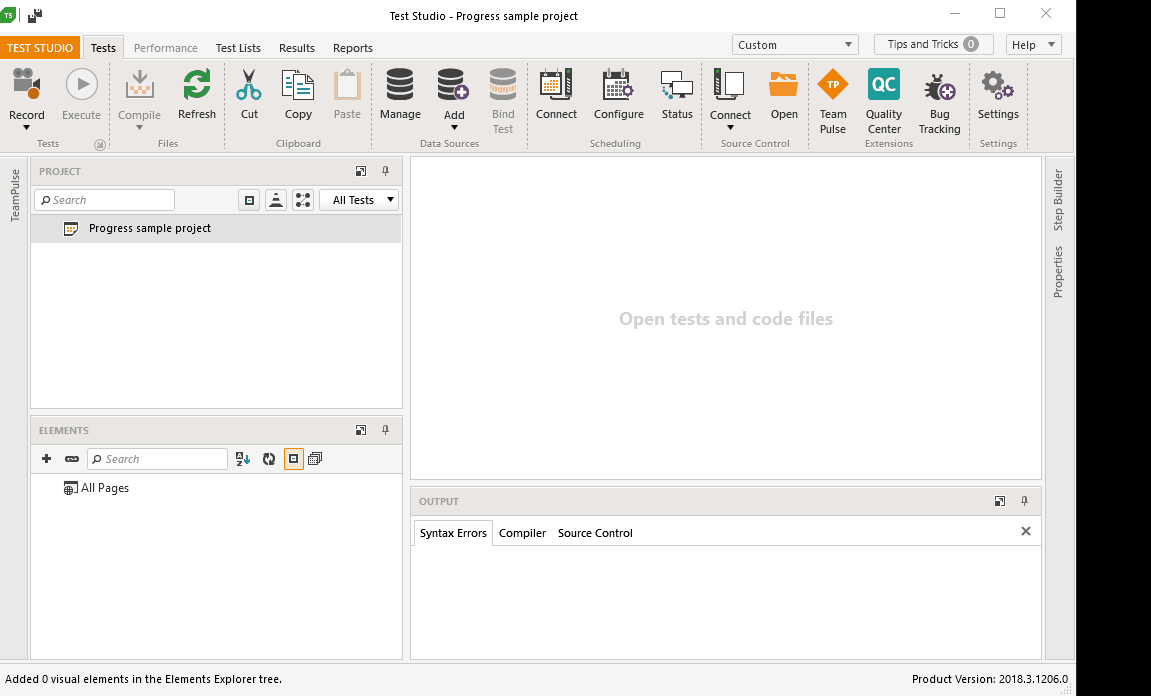 TS
Test Studio - Progress sample project
TEST STUDIO Tests Performance Test Lists Results Reports Custom Tips and Tricks 0 Help
Record Execute Compile Refresh Cut Copy Paste Manage Add Bind Test Connect Configure Status Connect Open TP Team Pulse QC Quality Center Bug Tracking Settings
Tests Files Clipboard Data Sources Scheduling Source Control Extensions Settings
TeamPulse
PROJECT
Search All Tests
Progress sample project
ELEMENTS
Search
All Pages
Open tests and code files
OUTPUT
Syntax Errors Compiler Source Control
Step Builder
Properties
Added 0 visual elements in the Elements Explorer tree. Product Version: 2018.3.1206.0